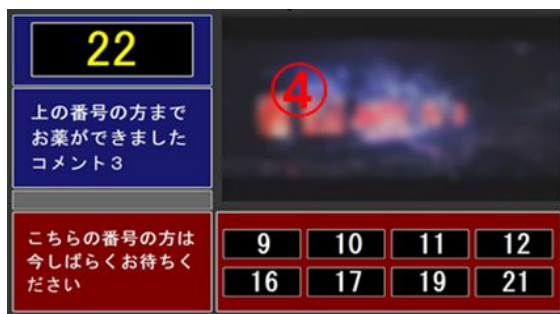 22
④
上の番号の方まで
お薬ができました
コメント３
こちらの番号の方は
今しばらくお待ちく
ださい
9 10 11 12
16 17 19 21